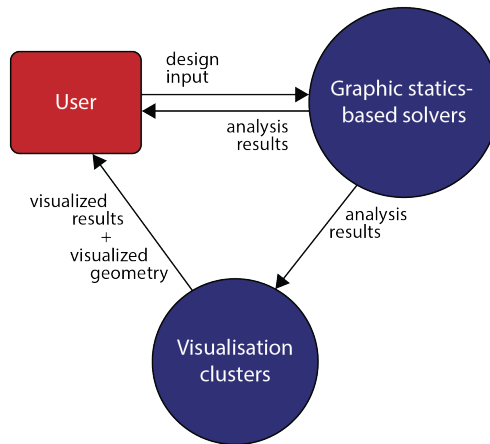 design
input
User
Graphic statics-
based solvers
analysis
results
visualized
results
+
visualized
geometry
analysis
results
Visualisation
clusters